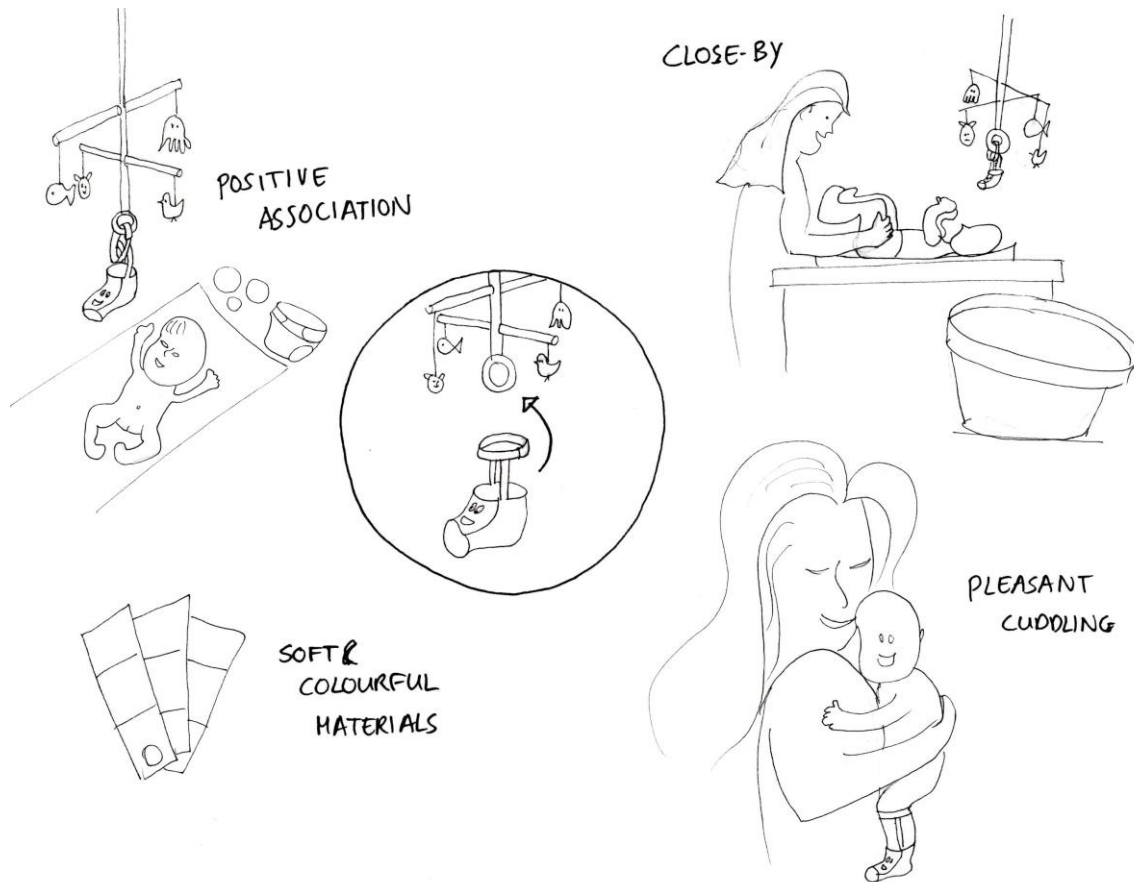 CLOSE-BY
POSITIVE
ASSOCIATION
PLEASANT
CUDDLING
SOFT &
COLOURFUL
MATERIALS